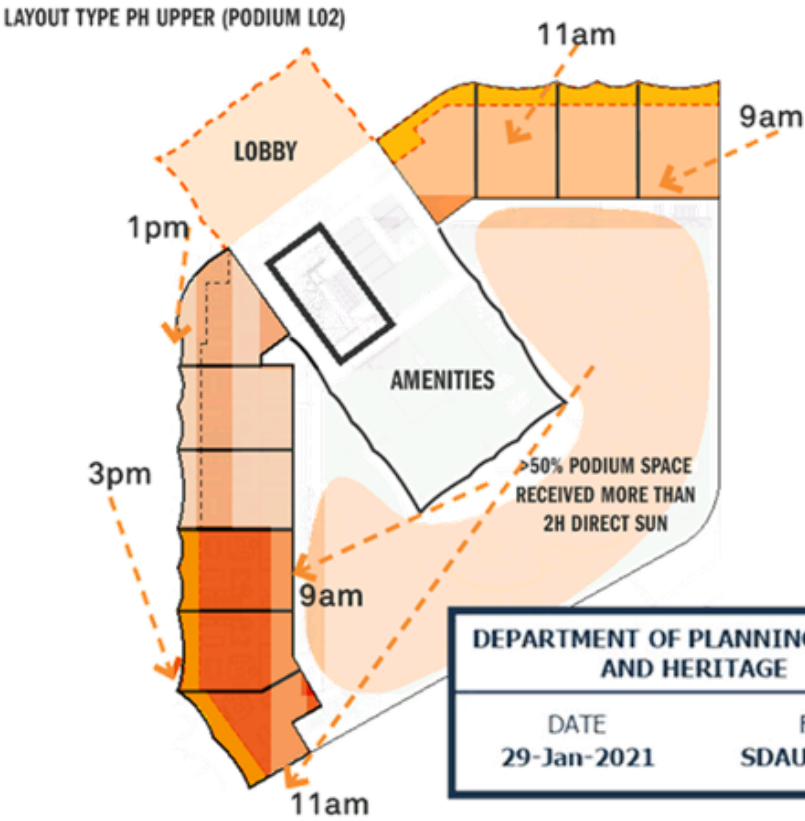 LAYOUT TYPE PH UPPER (PODIUM L02)
11am
9am
LOBBY
1pm
AMENITIES
3pm
>50% PODIUM SPACE
RECEIVED MORE THAN
2H DIRECT SUN
9am
11am
DEPARTMENT OF PLANNING
AND HERITAGE
DATE
29-Jan-2021
SDAU